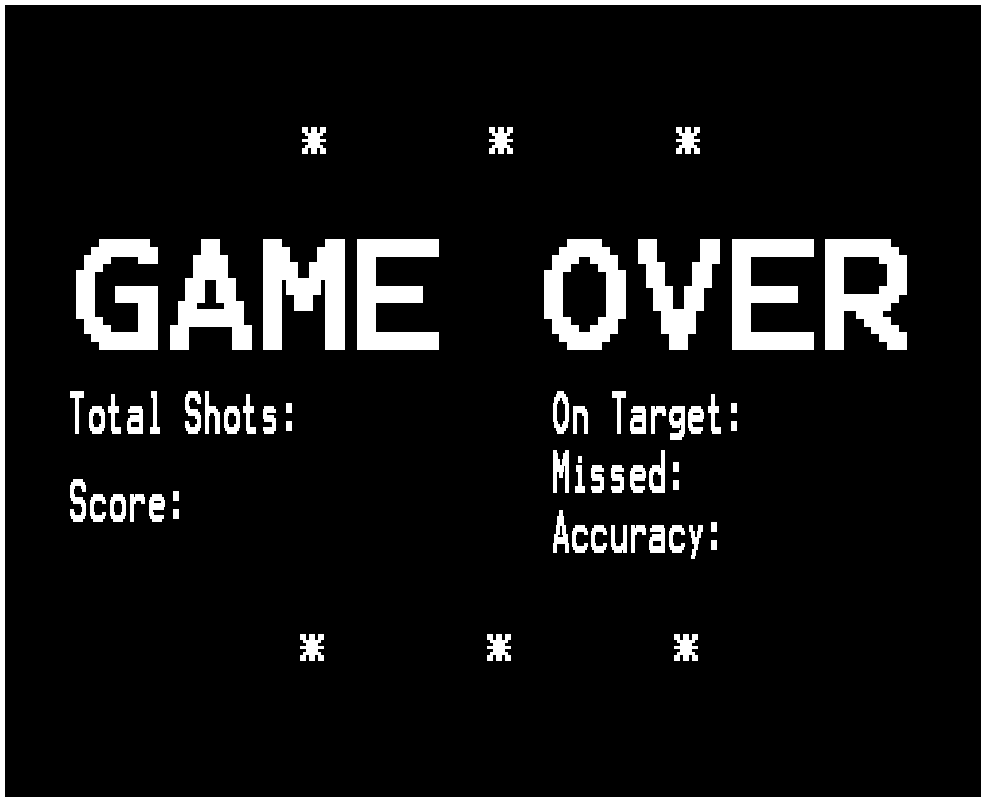 * * *
GAME OVER
Total Shots: On Target:
Missed:
Score:
Accuracy:
* * *